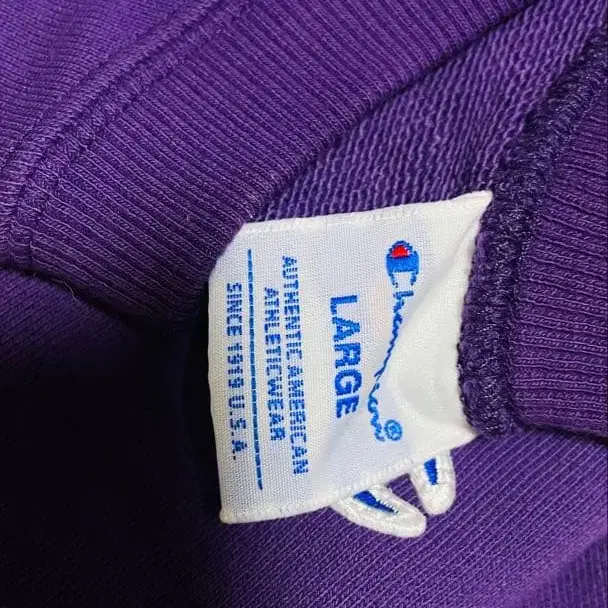 Champion®
LARGE
AUTHENTIC AMERICAN
ATHLETICWEAR
SINCE 1919 U.S.A.